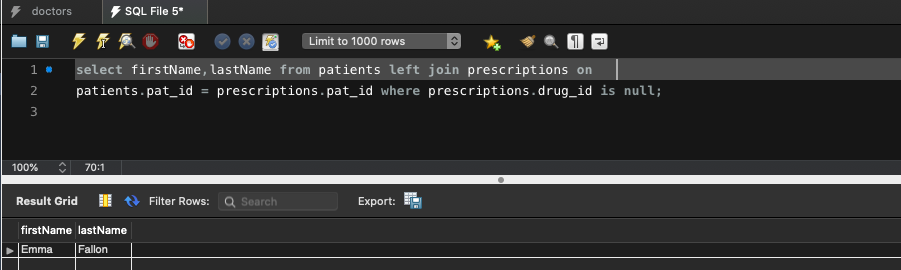 doctors SQL File 5*
Limit to 1000 rows
1 select firstName,lastName from patients left join prescriptions on
2 patients.pat_id = prescriptions.pat_id where prescriptions.drug_id is null;
3
100% 70:1
Result Grid Filter Rows: Search Export:
firstName lastName
Emma Fallon